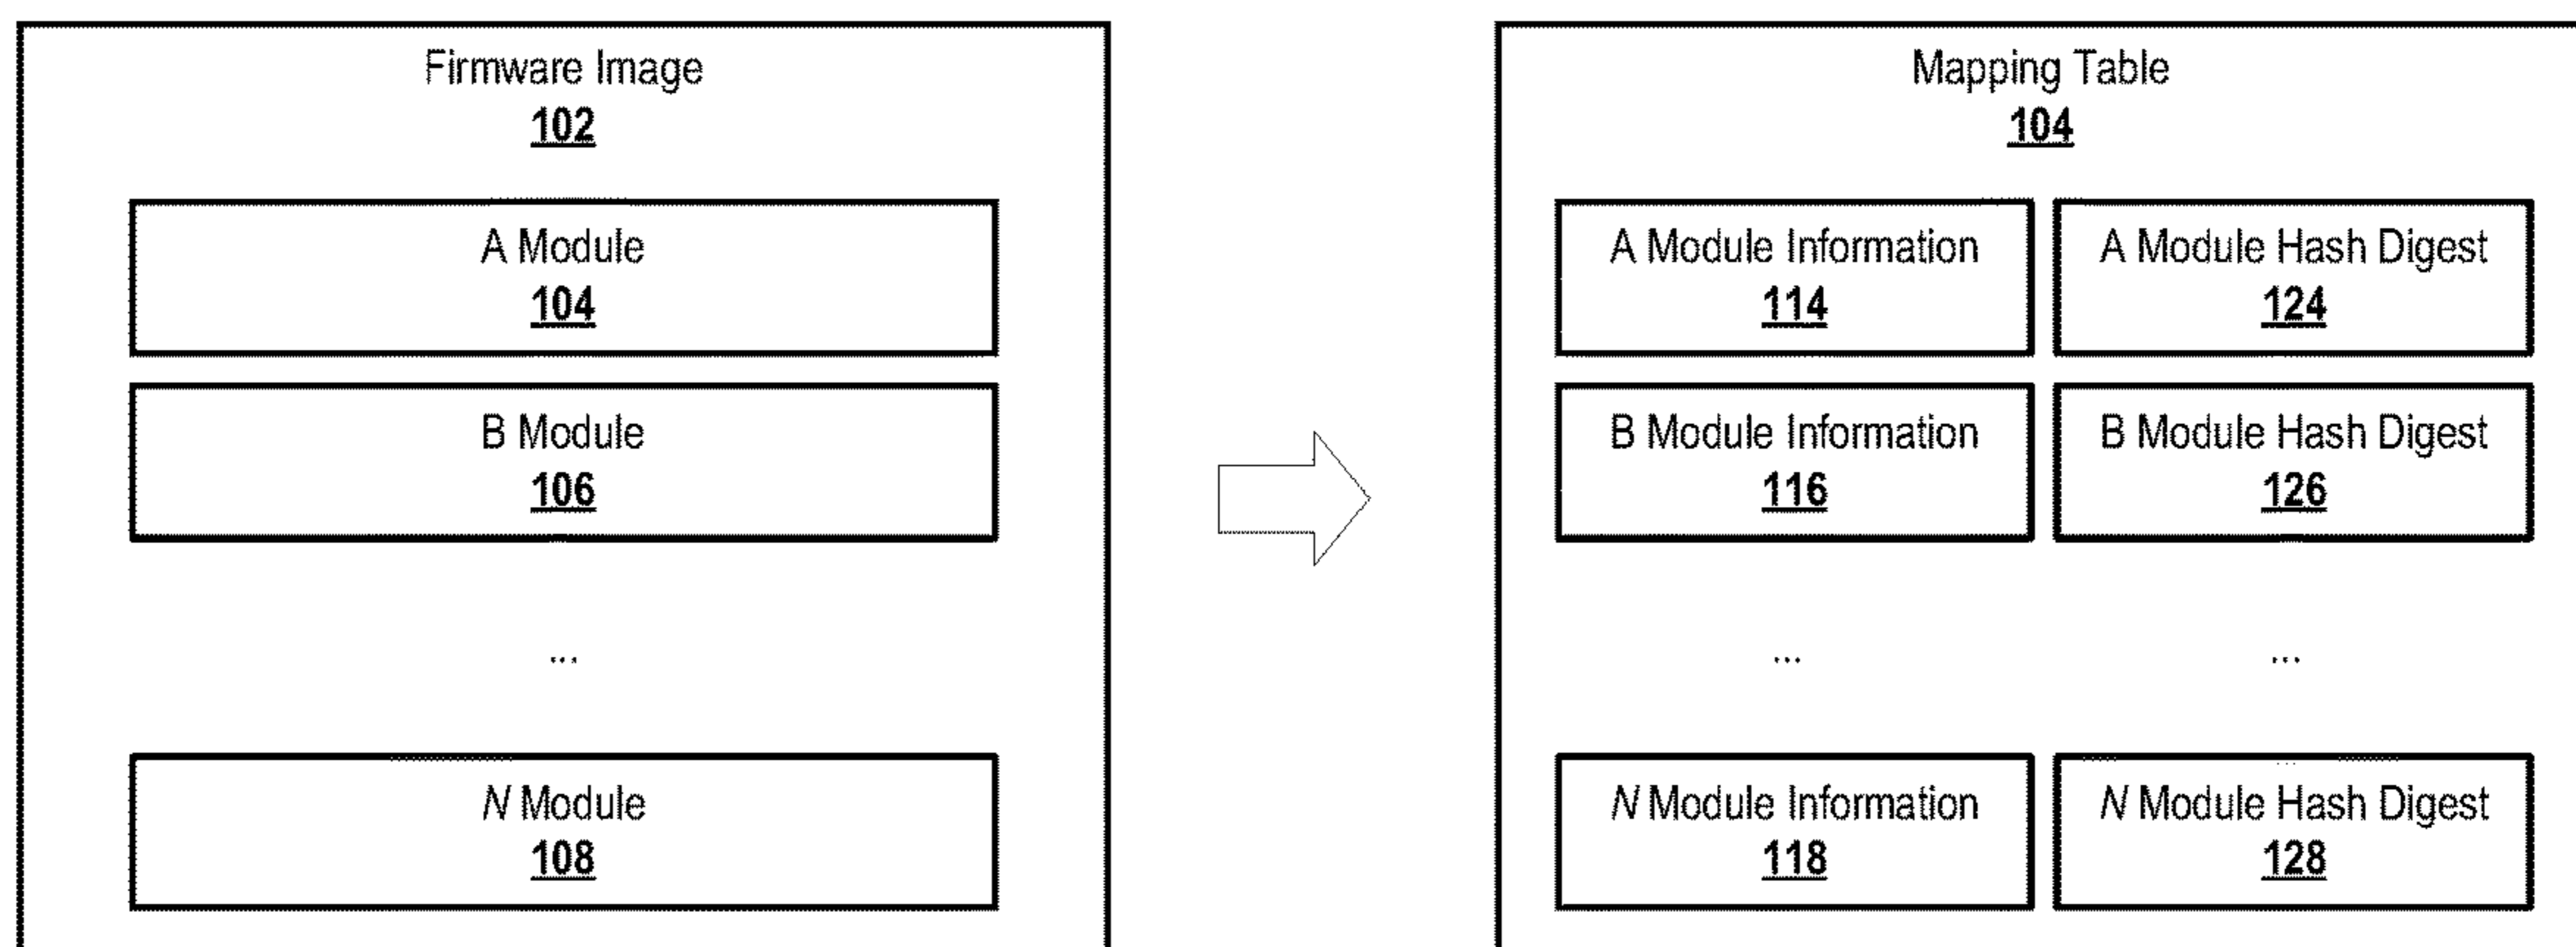 Firmware Image
102
A Module
104
B Module
106
...
N Module
108
Mapping Table
104
A Module Information
114
A Module Hash Digest
124
B Module Information
116
B Module Hash Digest
126
...
...
N Module Information
118
N Module Hash Digest
128